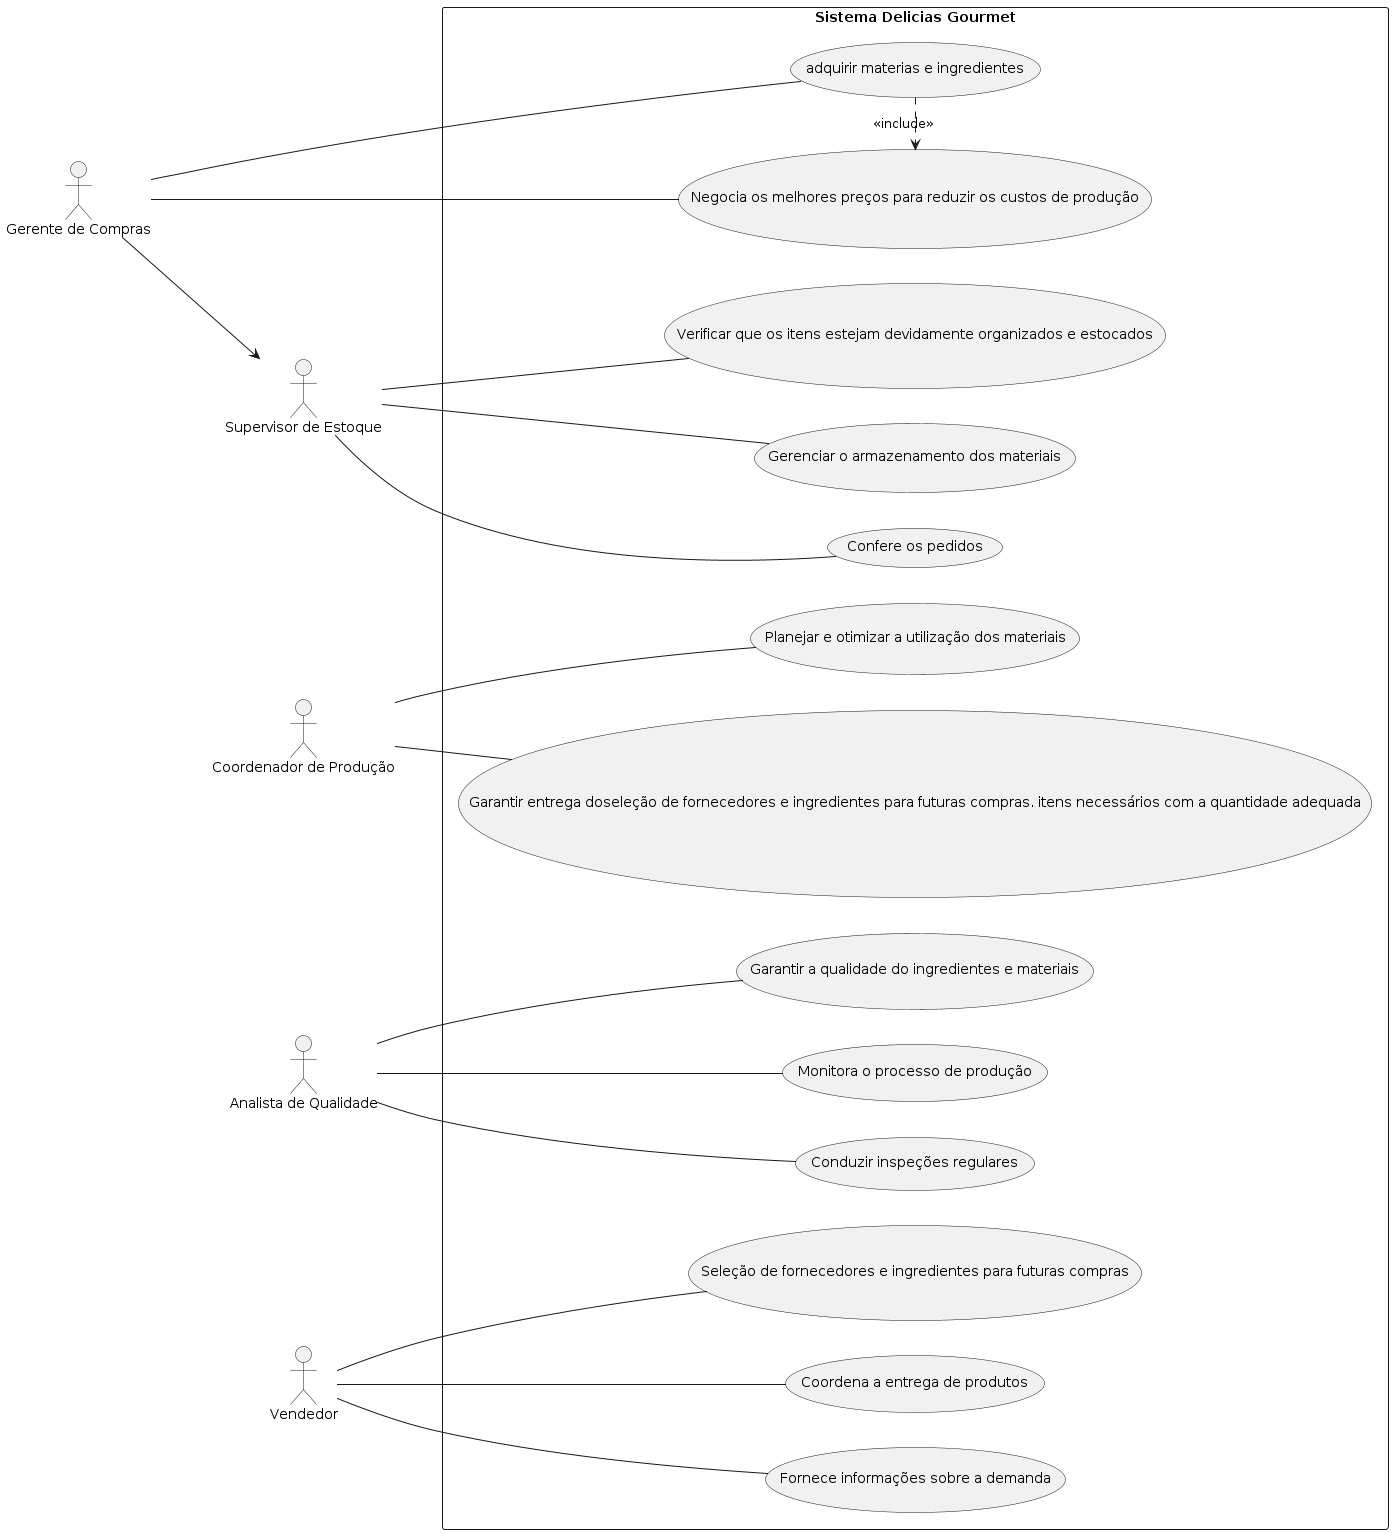 Sistema Delicias Gourmet
adquirir materias e ingredientes
«include»
Negocia os melhores preços para reduzir os custos de produção
Gerente de Compras
Verificar que os itens estejam devidamente organizados e estocados
Supervisor de Estoque
Gerenciar o armazenamento dos materiais
Confere os pedidos
Planejar e otimizar a utilização dos materiais
Coordenador de Produção
Garantir entrega doseleção de fornecedores e ingredientes para futuras compras. itens necessários com a quantidade adequada
Garantir a qualidade do ingredientes e materiais
Monitora o processo de produção
Analista de Qualidade
Conduzir inspeções regulares
Seleção de fornecedores e ingredientes para futuras compras
Coordena a entrega de produtos
Vendedor
Fornece informações sobre a demanda